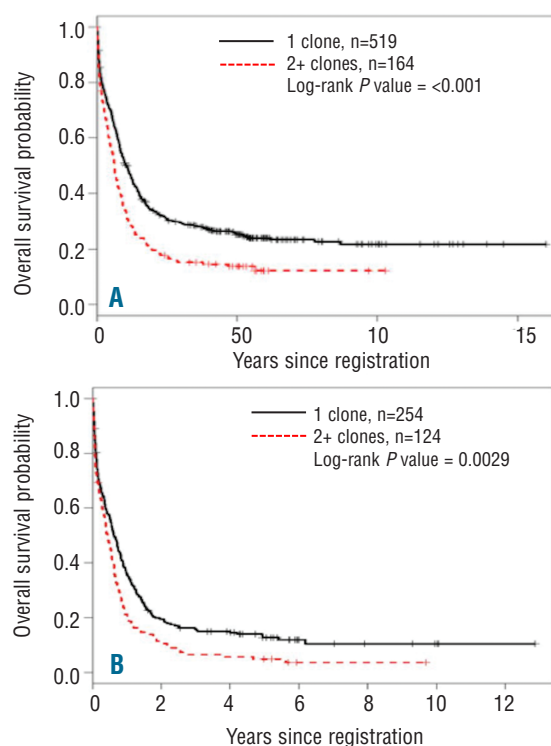 1 clone, n=519
2+ clones, n=164
Log-rank P value = <0.001
Overall survival probability
1.0
0.8
0.6
0.4
0.2
0.0
A
0 50 10 15
Years since registration
1 clone, n=254
2+ clones, n=124
Log-rank P value = 0.0029
Overall survival probability
1.0
0.8
0.6
0.4
0.2
0.0
B
0 2 4 6 8 10 12
Years since registration